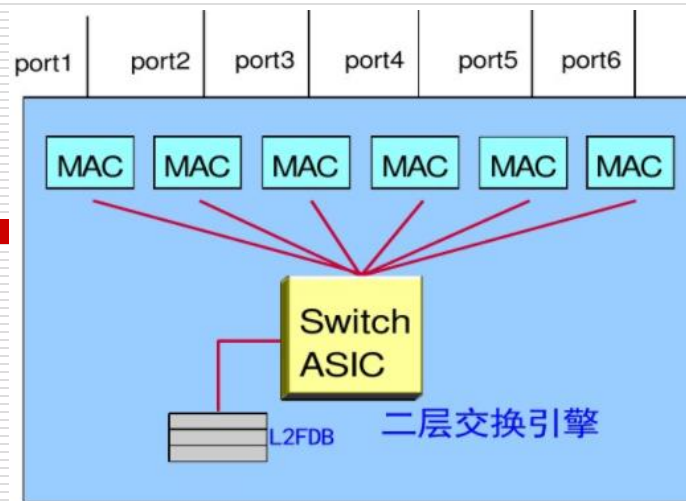 port1 port2 port3 port4 port5 port6
MAC MAC MAC MAC MAC MAC
Switch
ASIC
L2FDB
二层交换引擎